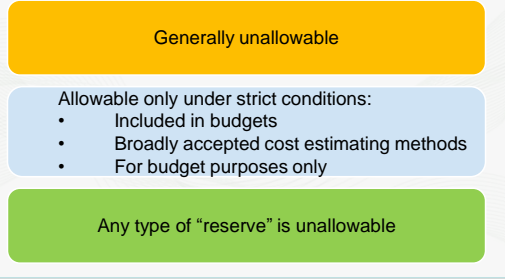 Generally unallowable
Allowable only under strict conditions:
• Included in budgets
• Broadly accepted cost estimating methods
• For budget purposes only
Any type of “reserve” is unallowable